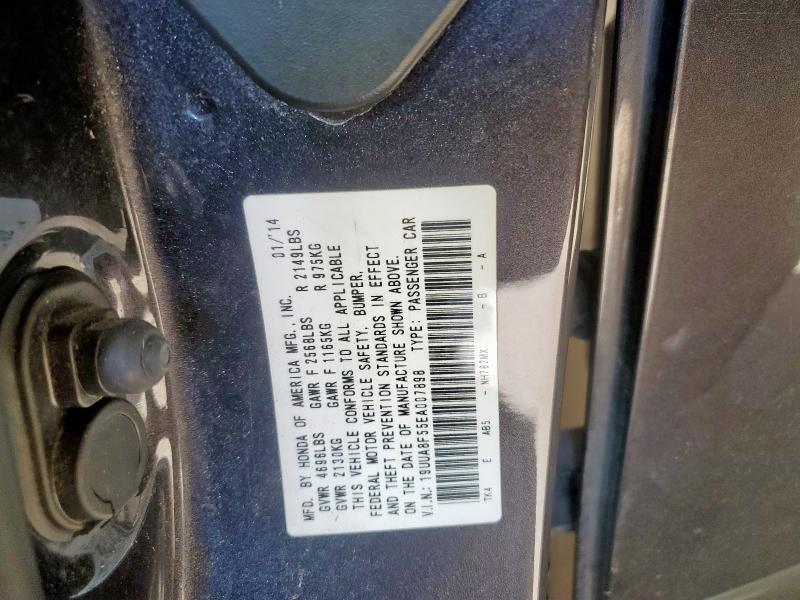 MFD. BY HONDA OF AMERICA MFG., INC. 01/'14
GVWR 4696LBS GAWR F 2568LBS R 2149LBS
GVWR 2130KG GAWR F 1165KG R 975KG
THIS VEHICLE CONFORMS TO ALL APPLICABLE
FEDERAL MOTOR VEHICLE SAFETY, BUMPER,
AND THEFT PREVENTION STANDARDS IN EFFECT
ON THE DATE OF MANUFACTURE SHOWN ABOVE.
V.I.N.: 19UUA8F55EA007898 TYPE: PASSENGER CAR
TK4 E AB5 - NH782MX - B - A